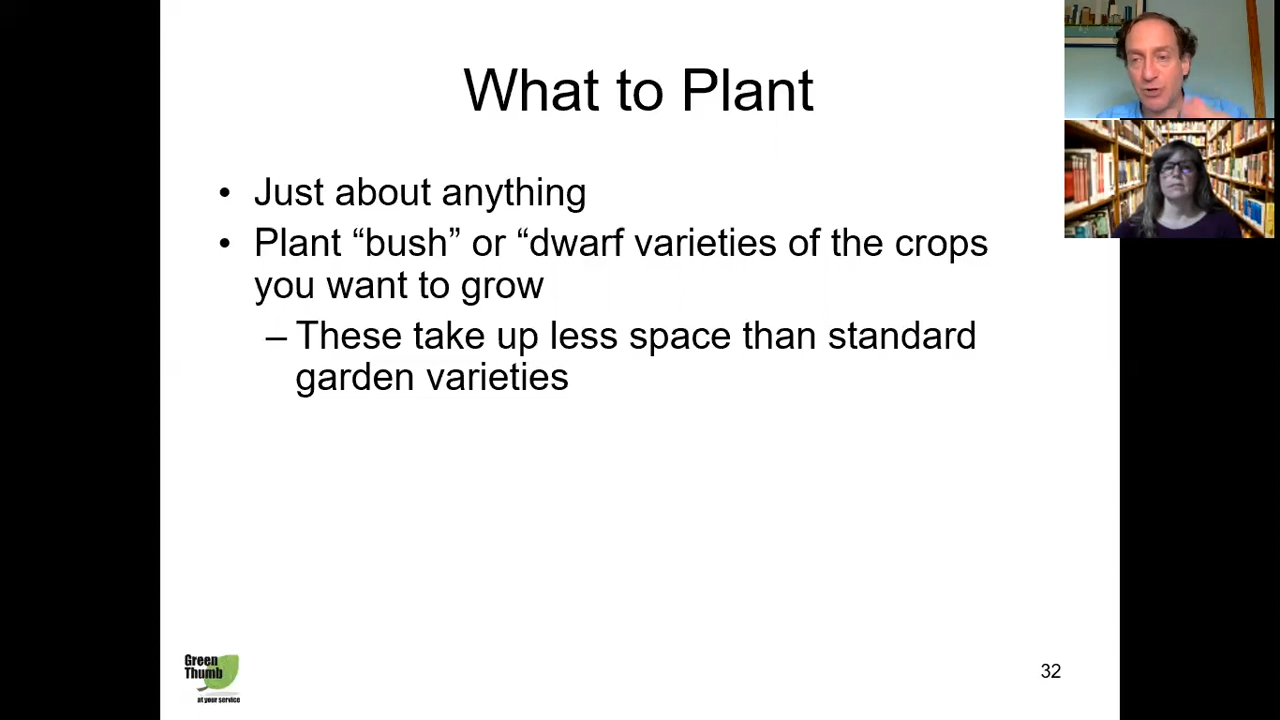 What to Plant
• Just about anything
• Plant “bush” or “dwarf varieties of the crops
you want to grow
– These take up less space than standard
garden varieties
Green
Thumb
at your service
32